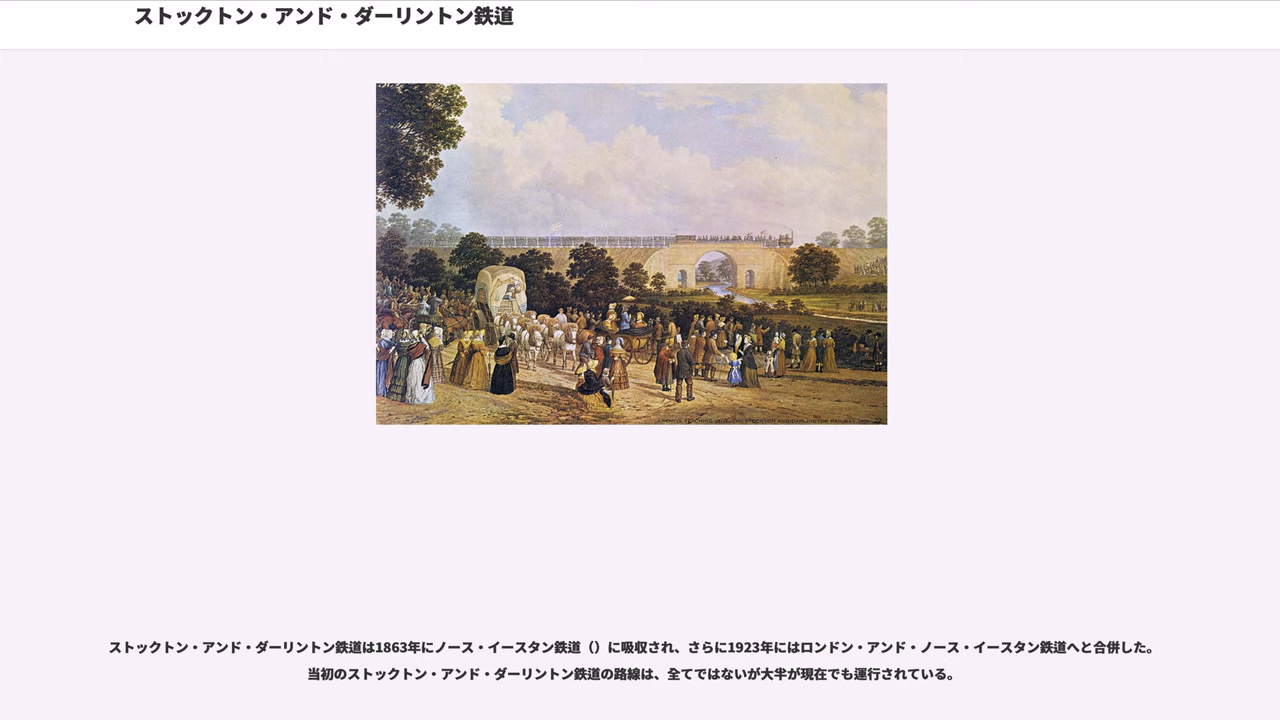 ストックトン・アンド・ダーリントン鉄道
ストックトン・アンド・ダーリントン鉄道は1863年にノース・イースタン鉄道（）に吸収され、さらに1923年にはロンドン・アンド・ノース・イースタン鉄道へと合併した。
当初のストックトン・アンド・ダーリントン鉄道の路線は、全てではないが大半が現在でも運行されている。